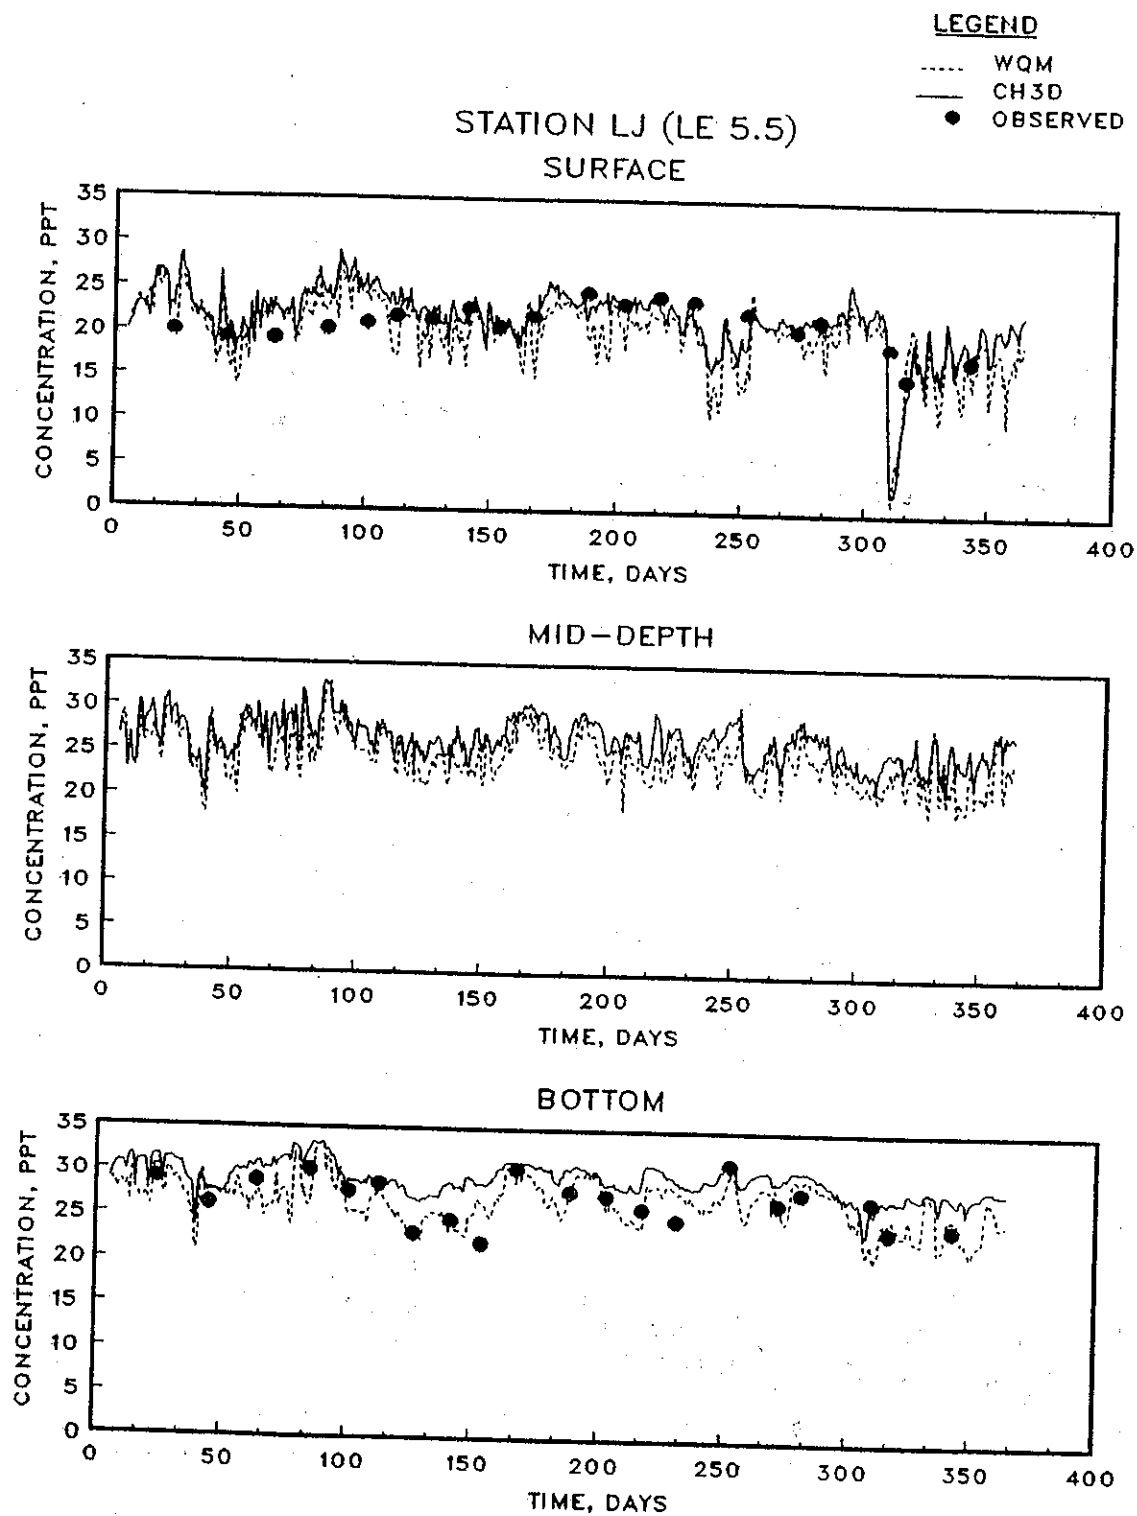 LEGEND
WQM
CH3D
OBSERVED
STATION LJ (LE 5.5)
SURFACE
35
30
25
20
15
10
5
0
CONCENTRATION, PPT
0 50 100 150 200 250 300 350 400
TIME, DAYS
MID-DEPTH
35
30
25
20
15
10
5
0
CONCENTRATION, PPT
0 50 100 150 200 250 300 350 400
TIME, DAYS
BOTTOM
35
30
25
20
15
10
5
0
CONCENTRATION, PPT
0 50 100 150 200 250 300 350 400
TIME, DAYS